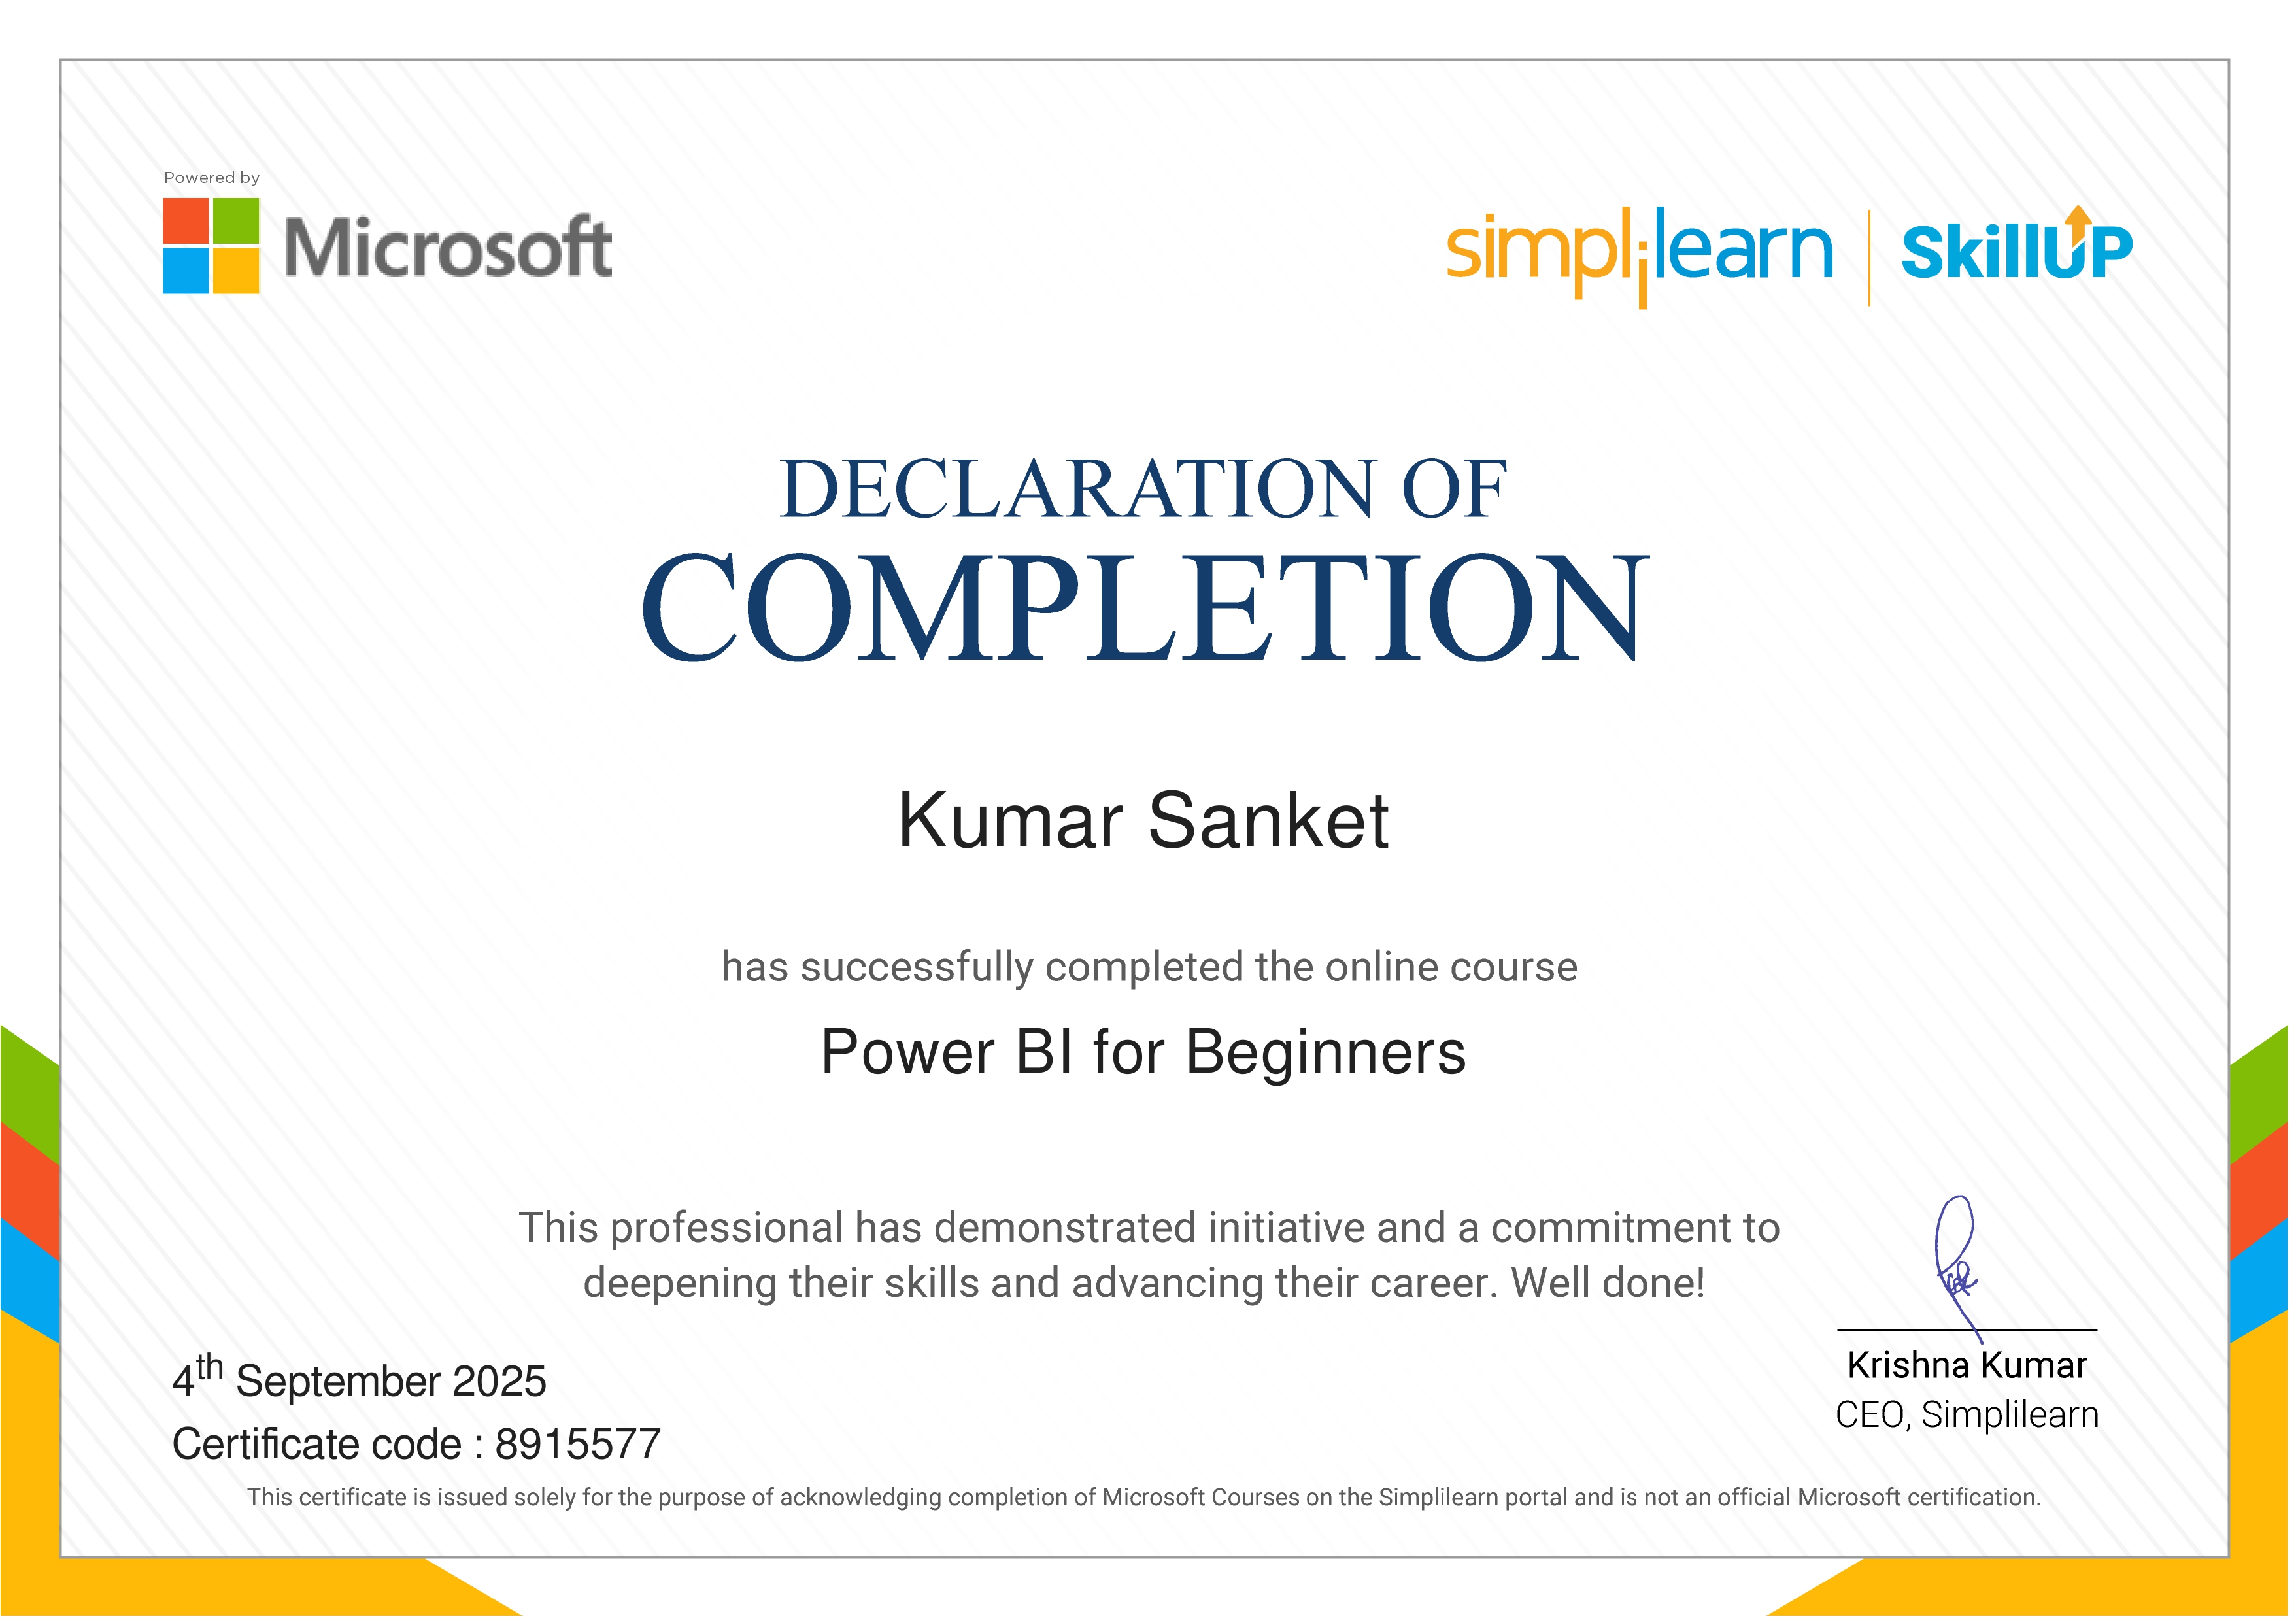 Powered by
Microsoft
simplilearn | SkillUP
DECLARATION OF
COMPLETION
Kumar Sanket
has successfully completed the online course
Power BI for Beginners
This professional has demonstrated initiative and a commitment to
deepening their skills and advancing their career. Well done!
4th September 2025
Certificate code : 8915577
Krishna Kumar
CEO, Simplilearn
This certificate is issued solely for the purpose of acknowledging completion of Microsoft Courses on the Simplilearn portal and is not an official Microsoft certification.